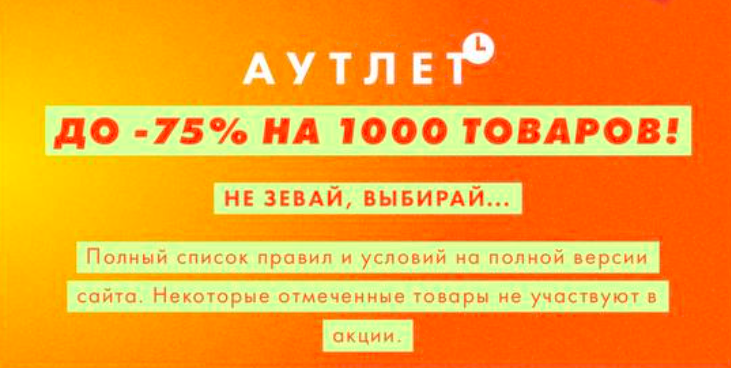 АУТЛЕТ
ДО -75% НА 1000 ТОВАРОВ!
НЕ ЗЕВАЙ, ВЫБИРАЙ...
Полный список правил и условий на полной версии
сайта. Некоторые отмеченные товары не участвуют в
акции.